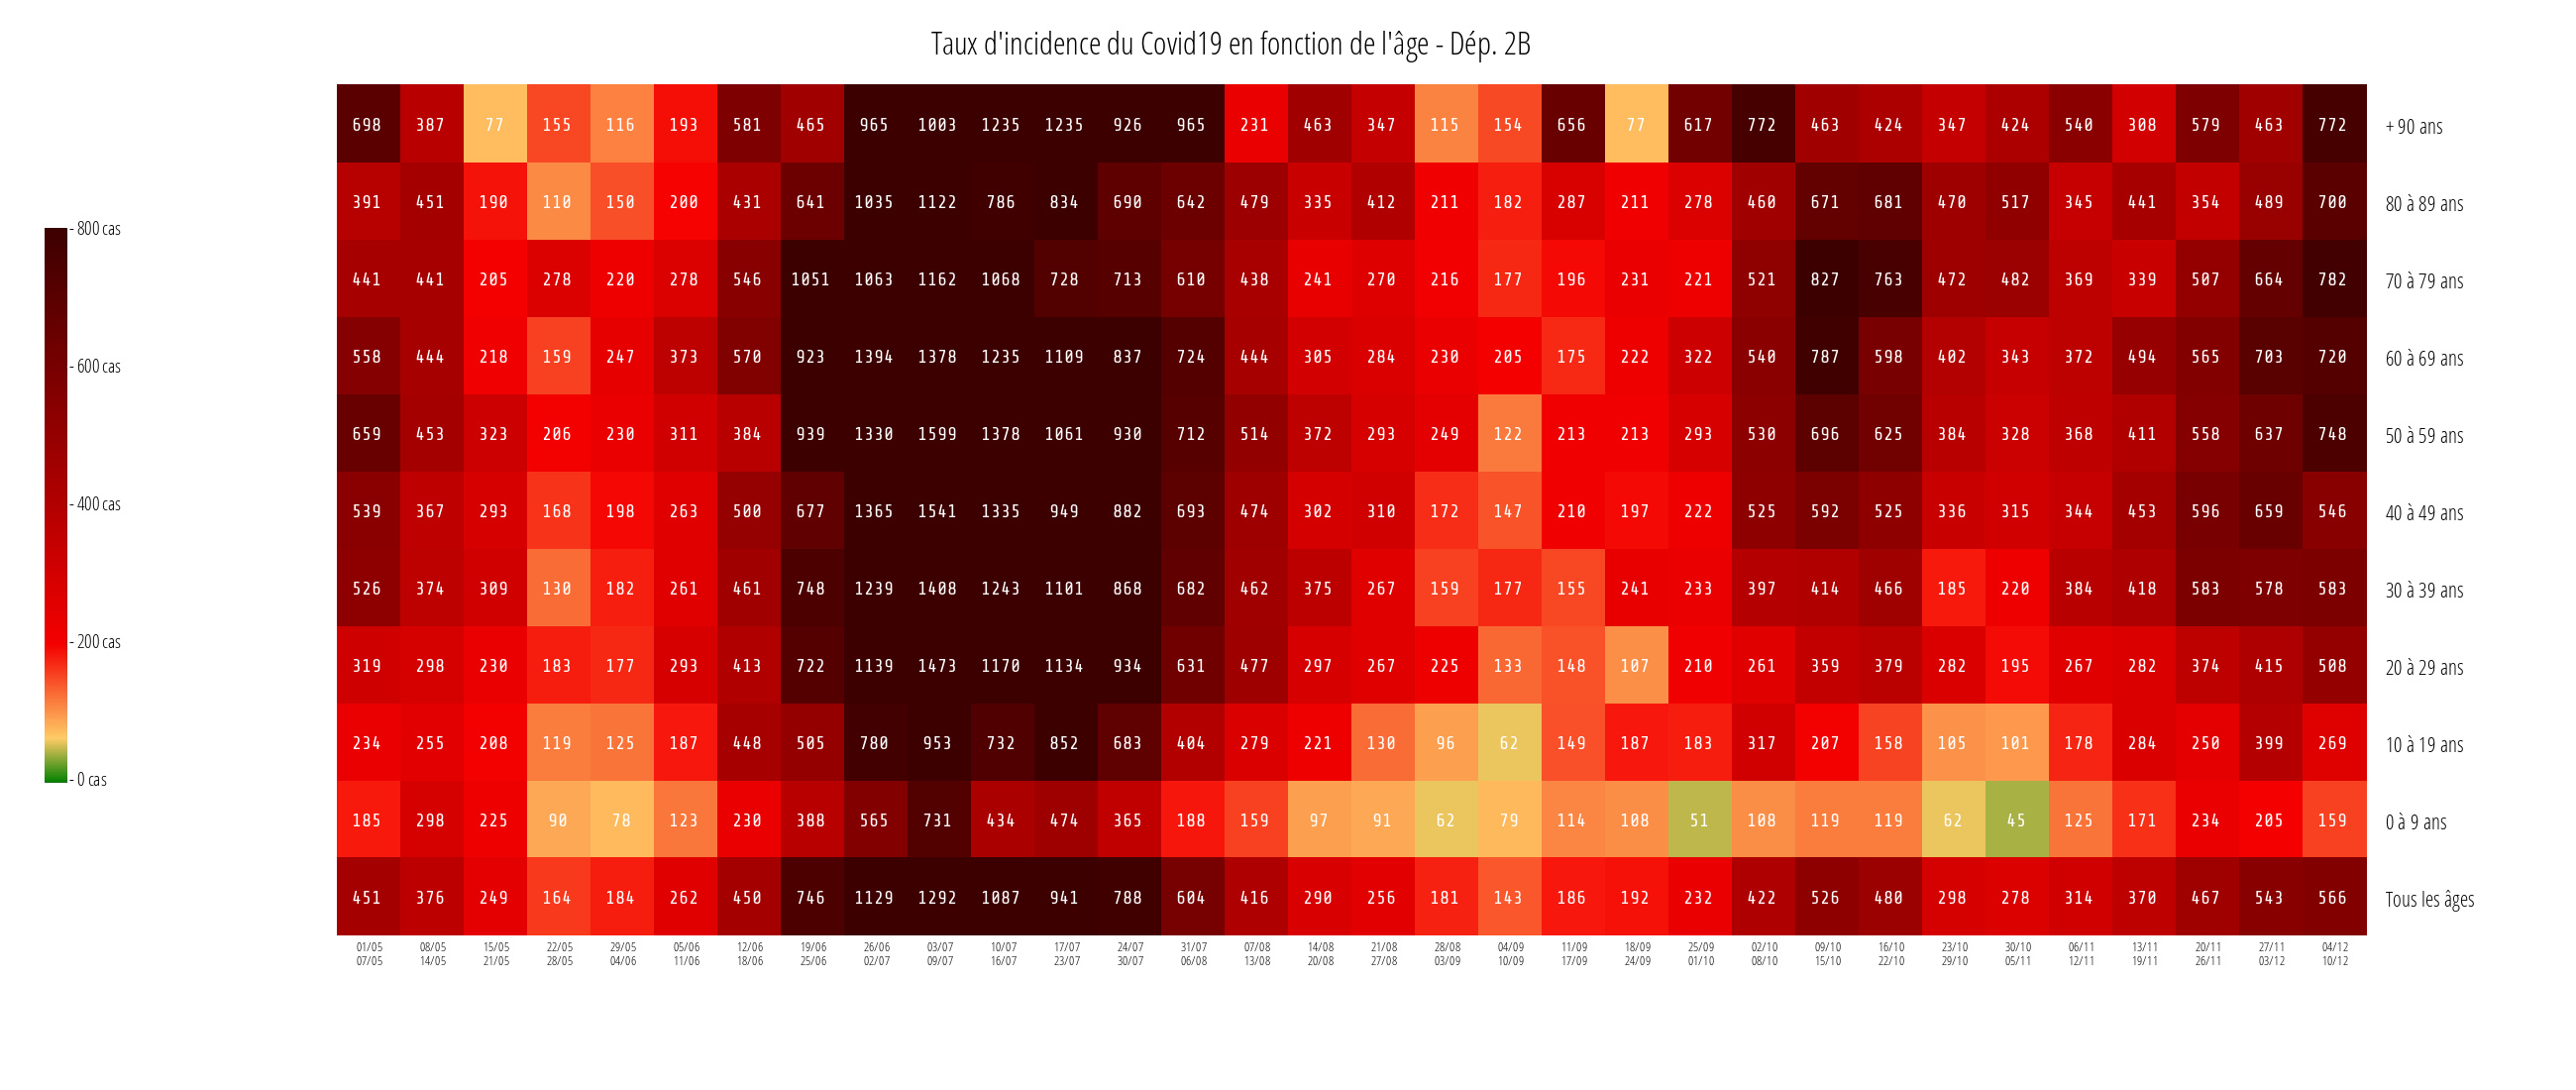 Taux d'incidence du Covid19 en fonction de l'âge - Dép. 2B
698 387 77 155 116 193 581 465 965 1003 1235 1235 926 965 231 463 347 115 154 656 77 617 772 463 424 347 424 540 308 579 463 772 + 90 ans
391 451 190 110 150 200 431 641 1035 1122 786 834 690 642 479 335 412 211 182 287 211 278 460 671 681 470 517 345 441 354 489 700 80 à 89 ans
441 441 205 278 220 278 546 1051 1063 1162 1068 728 713 610 438 241 270 216 177 196 231 221 521 827 763 472 482 369 339 507 664 782 70 à 79 ans
558 444 218 159 247 373 570 923 1394 1378 1235 1109 837 724 444 305 284 230 205 175 222 322 540 787 598 402 343 372 494 565 703 720 60 à 69 ans
659 453 323 206 230 311 384 939 1330 1599 1378 1061 930 712 514 372 293 249 122 213 213 293 530 696 625 384 328 368 411 558 637 748 50 à 59 ans
539 367 293 168 198 263 500 677 1365 1541 1335 949 882 693 474 302 310 172 147 210 197 222 525 592 525 336 315 344 453 596 659 546 40 à 49 ans
526 374 309 130 182 261 461 748 1239 1408 1243 1101 868 682 462 375 267 159 177 155 241 233 397 414 466 185 220 384 418 583 578 583 30 à 39 ans
319 298 230 183 177 293 413 722 1139 1473 1170 1134 934 631 477 297 267 225 133 148 107 210 261 359 379 282 195 267 282 374 415 508 20 à 29 ans
234 255 208 119 125 187 448 505 780 953 732 852 683 404 279 221 130 96 62 149 187 183 317 207 158 105 101 178 284 250 399 269 10 à 19 ans
185 298 225 90 78 123 230 388 565 731 434 474 365 188 159 97 91 62 79 114 108 51 108 119 119 62 45 125 171 234 205 159 0 à 9 ans
451 376 249 164 184 262 450 746 1129 1292 1087 941 788 604 416 290 256 181 143 186 192 232 422 526 480 298 278 314 370 467 543 566 Tous les âges
01/05 08/05 15/05 22/05 29/05 05/06 12/06 19/06 26/06 03/07 10/07 17/07 24/07 31/07 07/08 14/08 21/08 28/08 04/09 11/09 18/09 25/09 02/10 09/10 16/10 23/10 30/10 06/11 13/11 20/11 27/11 04/12
07/05 14/05 21/05 28/05 04/06 11/06 18/06 25/06 02/07 09/07 16/07 23/07 30/07 06/08 13/08 20/08 27/08 03/09 10/09 17/09 24/09 01/10 08/10 15/10 22/10 29/10 05/11 12/11 19/11 26/11 03/12 10/12
- 800 cas
- 600 cas
- 400 cas
- 200 cas
- 0 cas